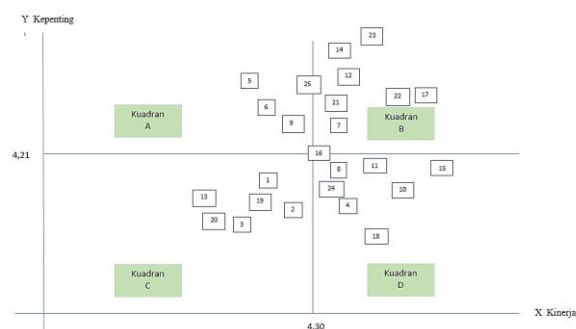 Y Kepenting
23
14
5
25
12
22
17
6
21
Kuadran
A
9
7
Kuadran
B
4,21
16
8
11
15
1
24
10
13
19
2
4
20
3
18
Kuadran
C
Kuadran
D
X Kinerja
4,30